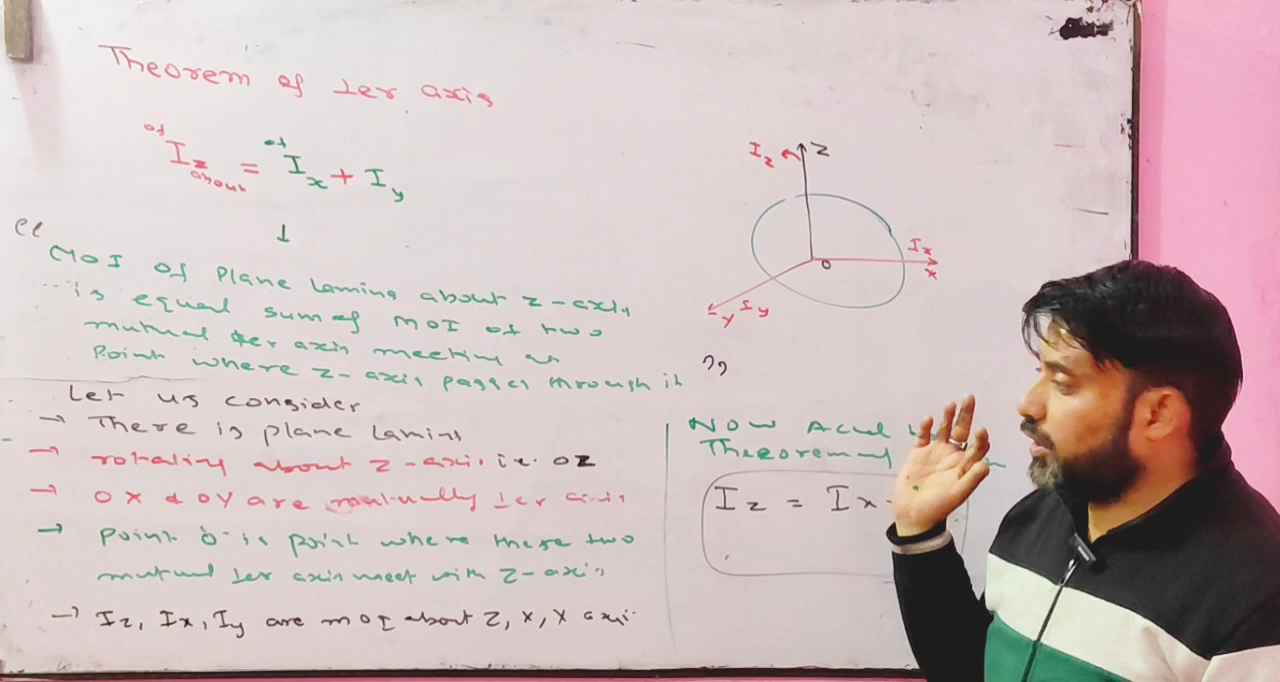 Theorem of ⊥er axis
of I z about = of I x + I y
↓
“ MOI of Plane Lamina about z-axis
is equal sum of MOI of two
mutual ⊥er axis meeting at
Point where z-axis passes through it ”
Let us consider
→ There is plane Lamina
→ rotating about z-axis i.e. OZ
→ OX & OY are mutually ⊥er axis
→ Point 'O' is point where these two
mutual ⊥er axis meet with z-axis
→ Iz, Ix, Iy are MOI about Z, X, Y axis
Iz Z
O Ix X
Y Iy
NOW
Theorem of
Iz = Ix